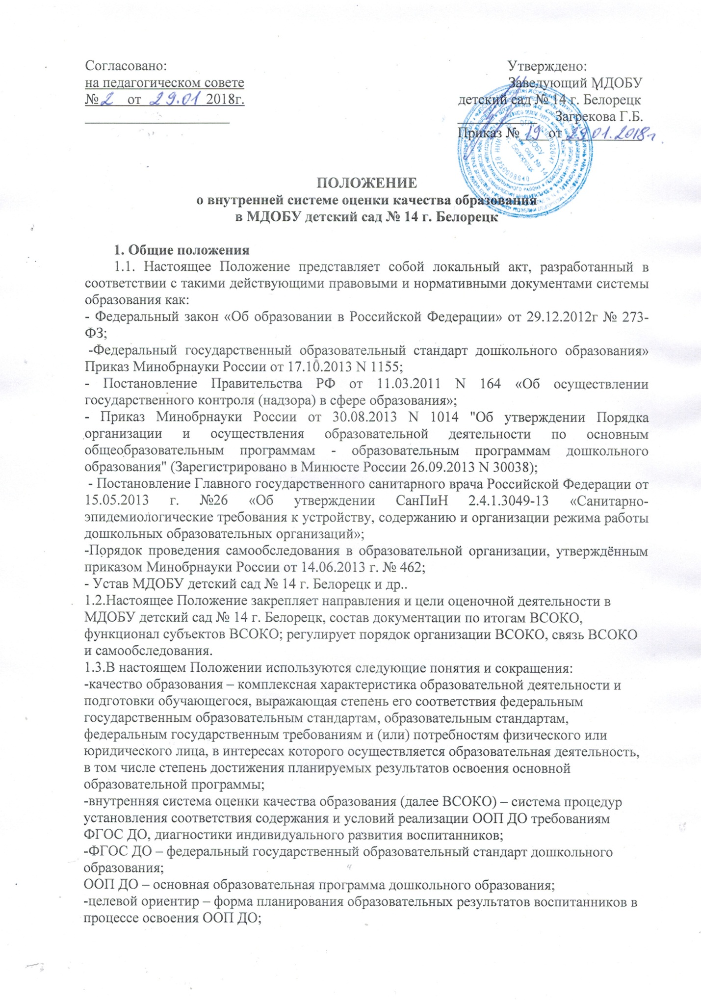 Согласовано:
на педагогическом совете
№ 2 от 29.01 2018г.
Утверждено:
Заведующий МДОБУ
детский сад № 14 г. Белорецк
Загрекова Г.Б.
Приказ № 19 от 29.01.2018г.
ПОЛОЖЕНИЕ
о внутренней системе оценки качества образования
в МДОБУ детский сад № 14 г. Белорецк
1. Общие положения
1.1. Настоящее Положение представляет собой локальный акт, разработанный в
соответствии с такими действующими правовыми и нормативными документами системы
образования как:
- Федеральный закон «Об образовании в Российской Федерации» от 29.12.2012г № 273-
ФЗ;
-Федеральный государственный образовательный стандарт дошкольного образования»
Приказ Минобрнауки России от 17.10.2013 N 1155;
- Постановление Правительства РФ от 11.03.2011 N 164 «Об осуществлении
государственного контроля (надзора) в сфере образования»;
- Приказ Минобрнауки России от 30.08.2013 N 1014 "Об утверждении Порядка
организации и осуществления образовательной деятельности по основным
общеобразовательным программам - образовательным программам дошкольного
образования" (Зарегистрировано в Минюсте России 26.09.2013 N 30038);
- Постановление Главного государственного санитарного врача Российской Федерации от
15.05.2013 г. №26 «Об утверждении СанПиН 2.4.1.3049-13 «Санитарно-
эпидемиологические требования к устройству, содержанию и организации режима работы
дошкольных образовательных организаций»;
-Порядок проведения самообследования в образовательной организации, утверждённым
приказом Минобрнауки России от 14.06.2013 г. № 462;
- Устав МДОБУ детский сад № 14 г. Белорецк и др..
1.2.Настоящее Положение закрепляет направления и цели оценочной деятельности в
МДОБУ детский сад № 14 г. Белорецк, состав документации по итогам ВСОКО,
функционал субъектов ВСОКО; регулирует порядок организации ВСОКО, связь ВСОКО
и самообследования.
1.3.В настоящем Положении используются следующие понятия и сокращения:
-качество образования – комплексная характеристика образовательной деятельности и
подготовки обучающегося, выражающая степень его соответствия федеральным
государственным образовательным стандартам, образовательным стандартам,
федеральным государственным требованиям и (или) потребностям физического или
юридического лица, в интересах которого осуществляется образовательная деятельность,
в том числе степень достижения планируемых результатов освоения основной
образовательной программы;
-внутренняя система оценки качества образования (далее ВСОКО) – система процедур
установления соответствия содержания и условий реализации ООП ДО требованиям
ФГОС ДО, диагностики индивидуального развития воспитанников;
-ФГОС ДО – федеральный государственный образовательный стандарт дошкольного
образования;
ООП ДО – основная образовательная программа дошкольного образования;
-целевой ориентир – форма планирования образовательных результатов воспитанников в
процессе освоения ООП ДО;